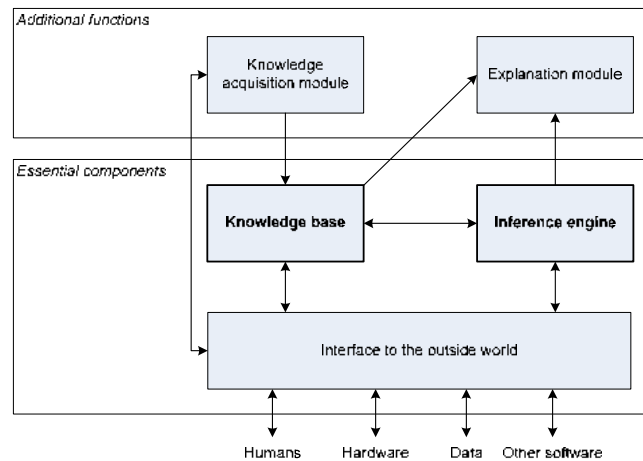 Additional functions
Knowledge
acquisition module
Explanation module
Essential components
Knowledge base
Inference engine
Interface to the outside world
Humans
Hardware
Data
Other software